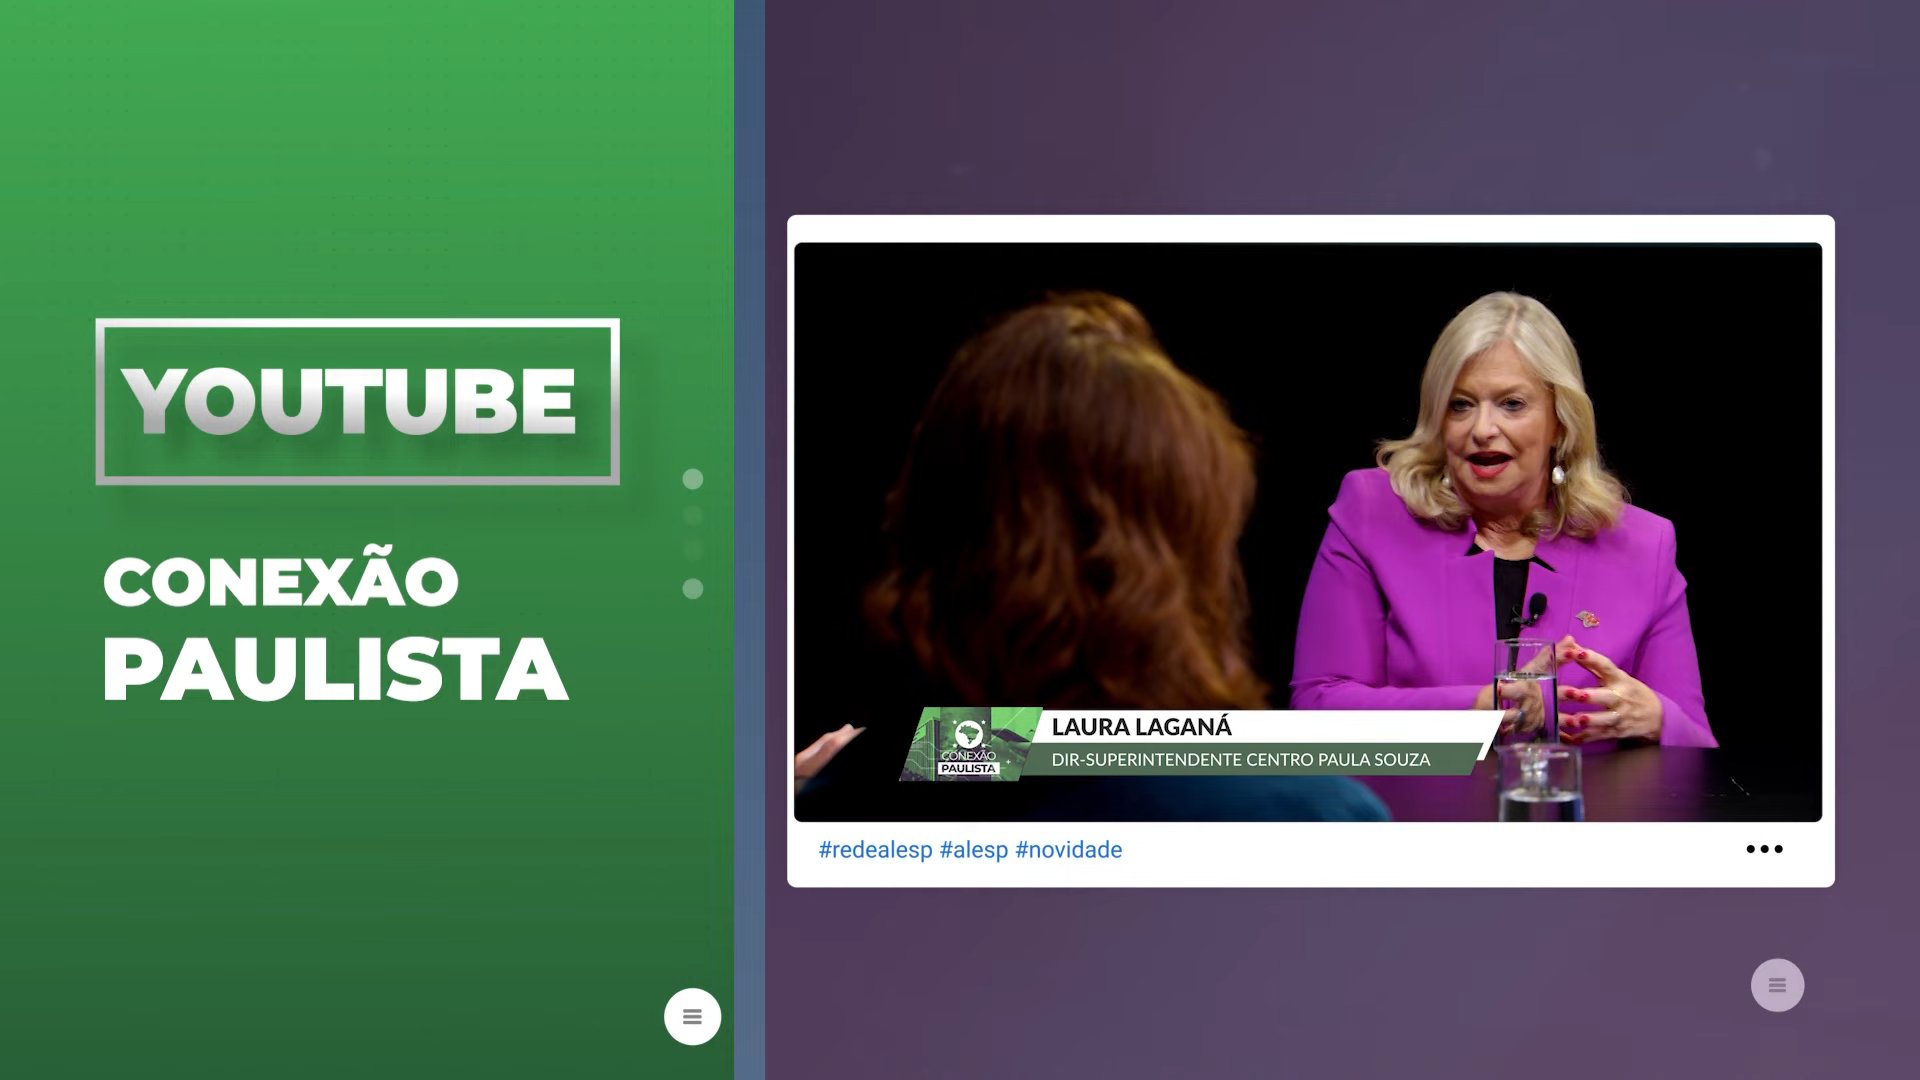 YOUTUBE
CONEXÃO
PAULISTA
LAURA LAGANÁ
DIR-SUPERINTENDENTE CENTRO PAULA SOUZA
CONEXÃO
PAULISTA
#redealesp #alesp #novidade